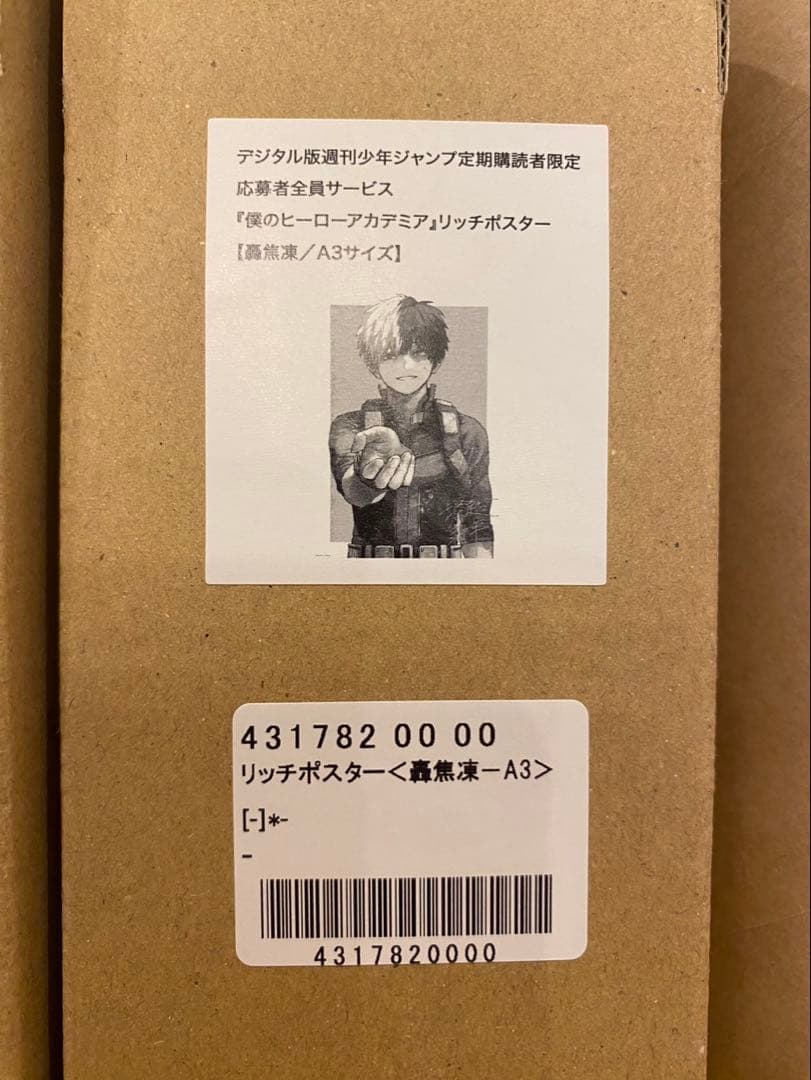 デジタル版週刊少年ジャンプ定期購読者限定
応募者全員サービス
『僕のヒーローアカデミア』リッチポスター
【轟焦凍／A3サイズ】
431782 00 00
リッチポスター＜轟焦凍－A3＞
[-]*-
-
4317820000